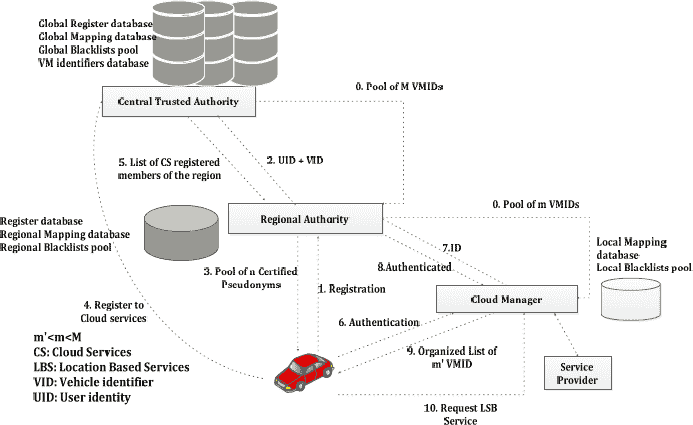 Global Register database
Global Mapping database
Global Blacklists pool
VM identifiers database
0. Pool of M VMIDs
Central Trusted Authority
5. List of CS registered
members of the region
2. UID + VID
0. Pool of m VMIDs
Regional Authority
Register database
Regional Mapping database
Regional Blacklists pool
7.ID
8.Authenticated
Local Mapping
database
Local Blacklists pool
3. Pool of n Certified
Pseudonyms
1. Registration
Cloud Manager
4. Register to
Cloud services
6. Authentication
m'<m<M
CS: Cloud Services
LBS: Location Based Services
VID: Vehicle identifier
UID: User identity
9. Organized List of
m' VMID
Service
Provider
10. Request LSB
Service